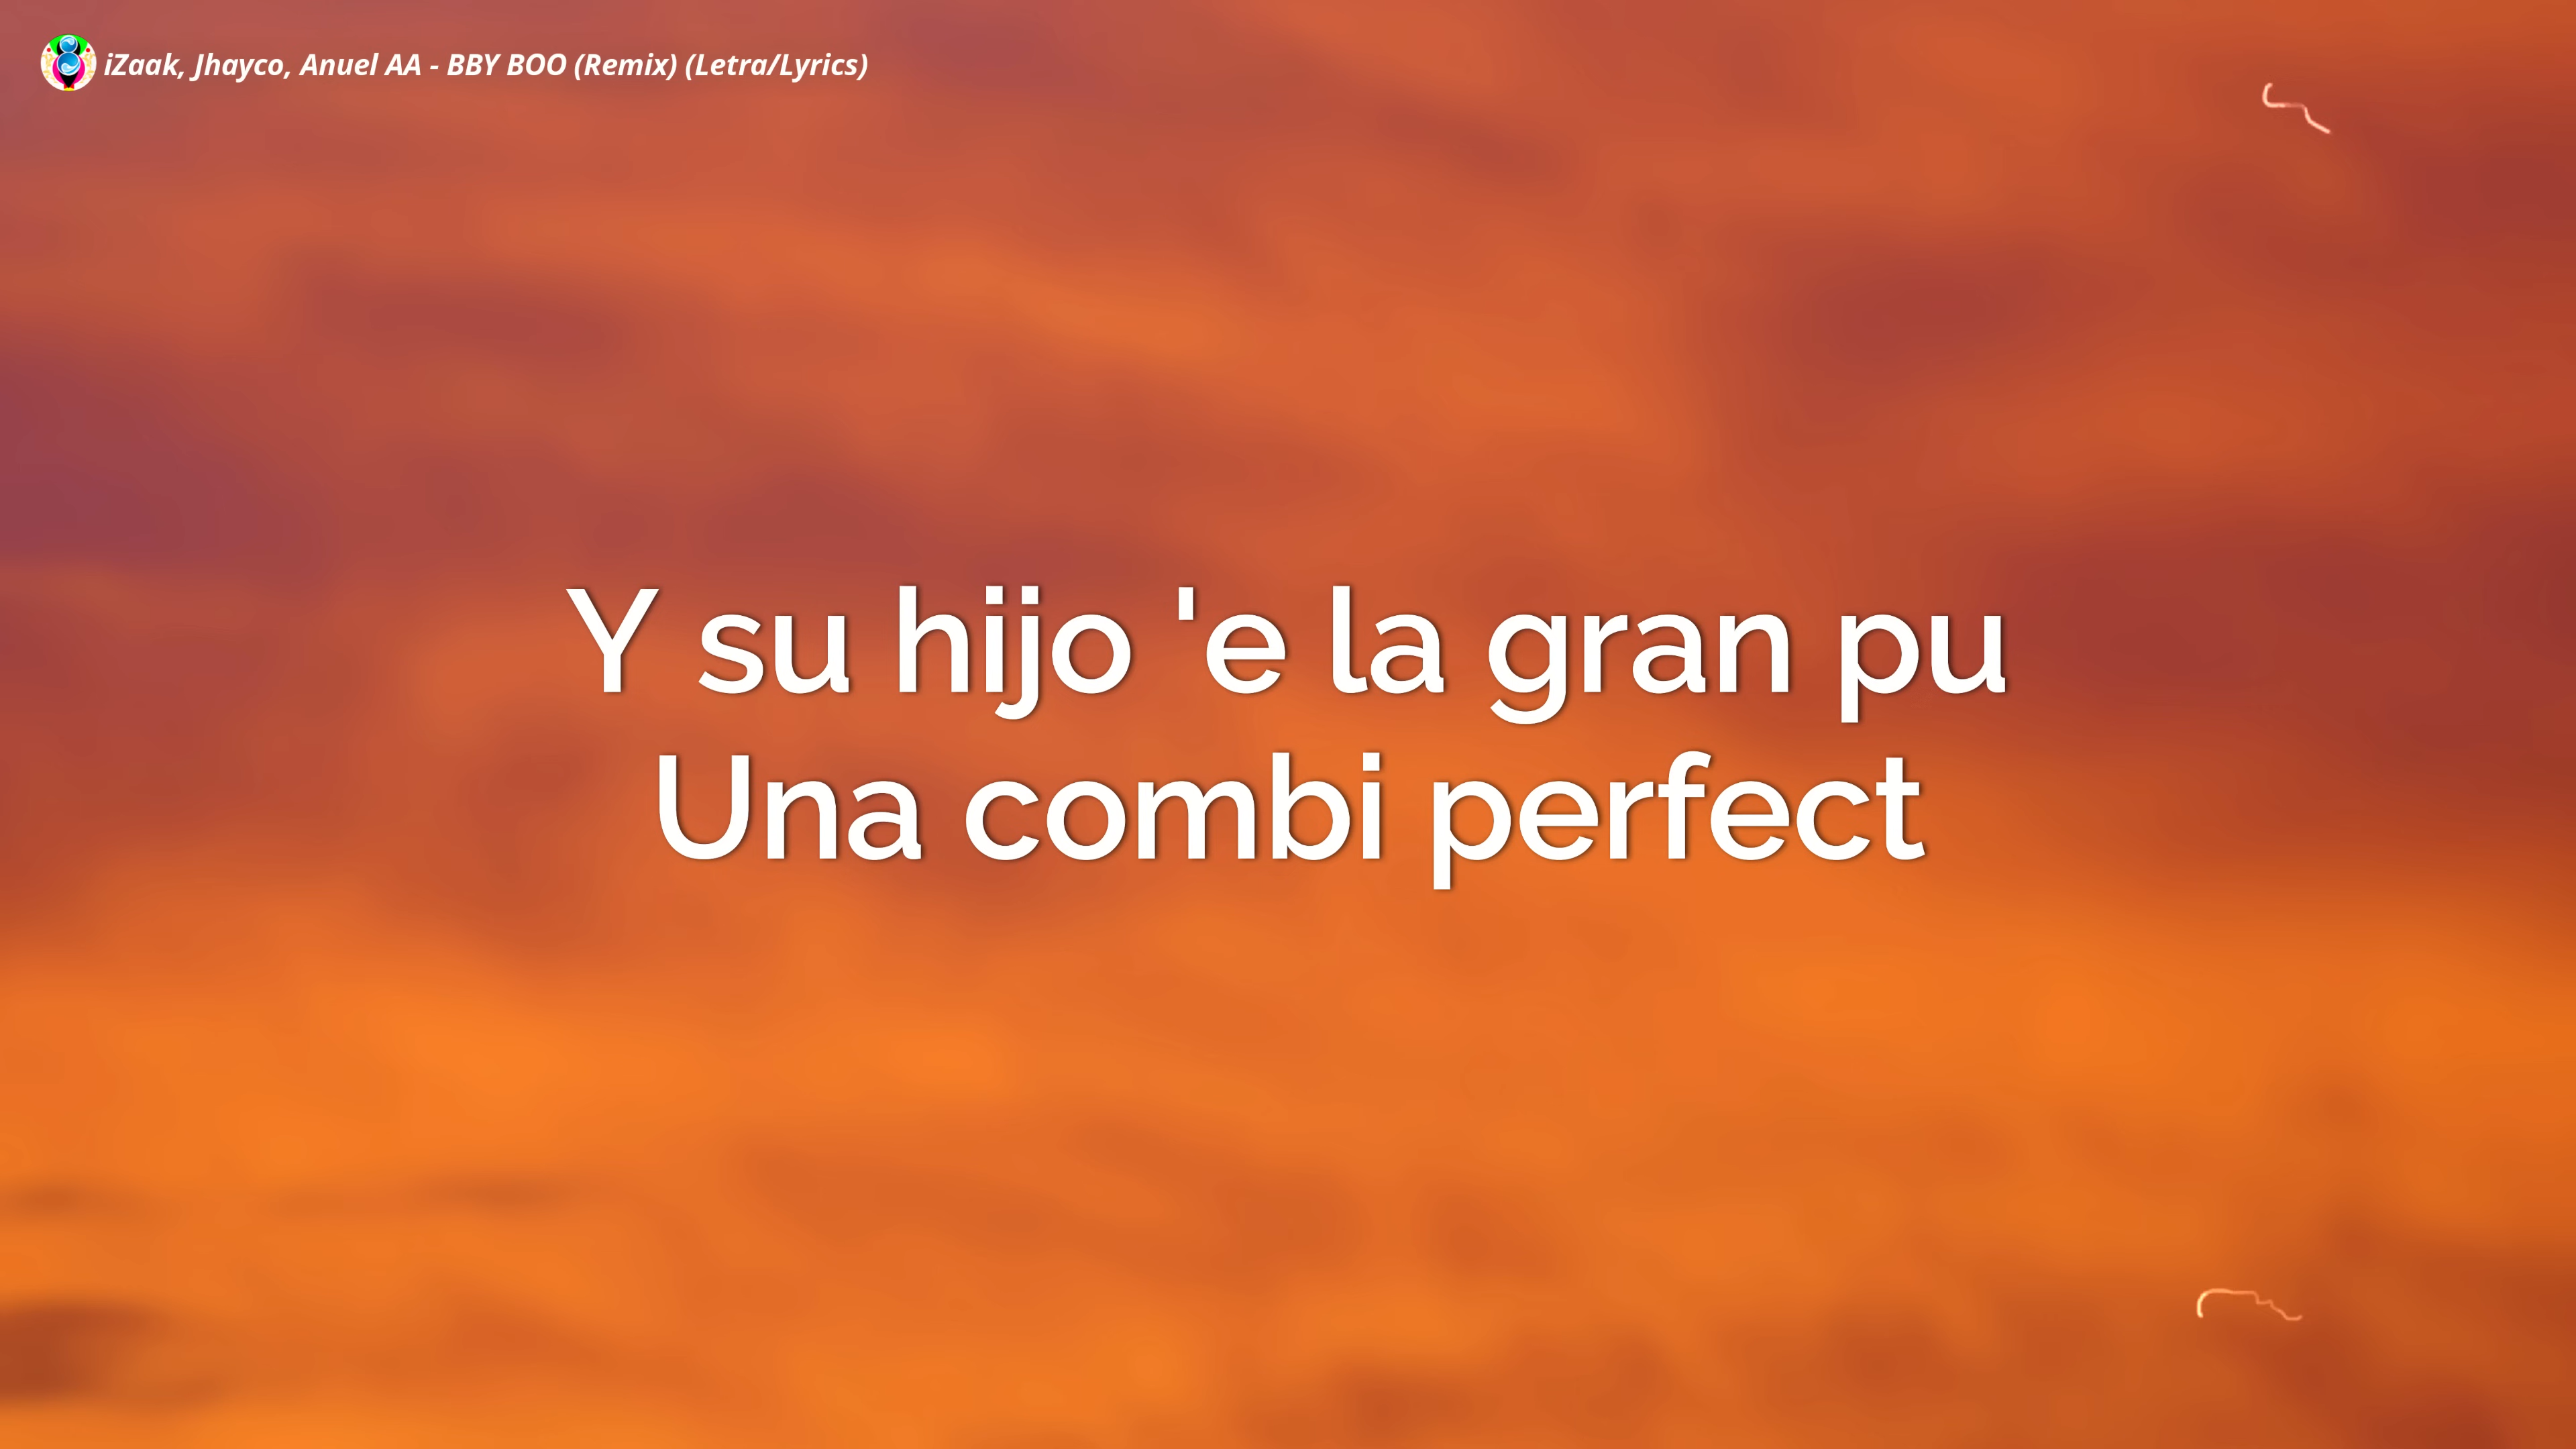 iZaak, Jhayco, Anuel AA - BBY BOO (Remix) (Letra/Lyrics)
Y su hijo 'e la gran pu
Una combi perfect